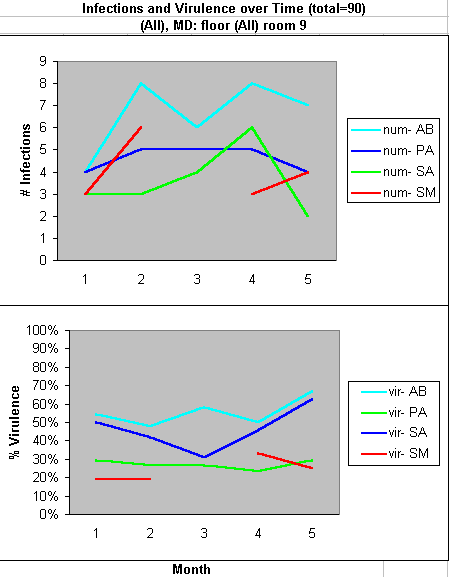 Infections and Virulence over Time (total=90)
(All), MD: floor (All) room 9
9
8
7
6
5
4
3
2
1
0
# Infections
1 2 3 4 5
num- AB
num- PA
num- SA
num- SM
100%
90%
80%
70%
60%
50%
40%
30%
20%
10%
0%
% Virulence
1 2 3 4 5
vir- AB
vir- PA
vir- SA
vir- SM
Month